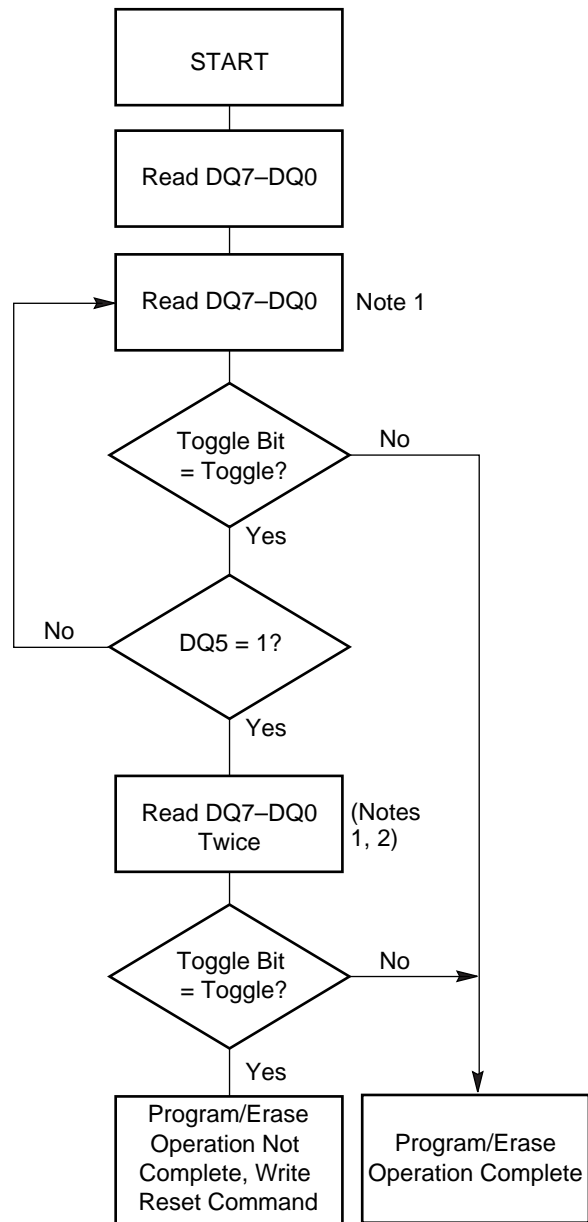 START
Read DQ7–DQ0
Read DQ7–DQ0
Note 1
Toggle Bit
= Toggle?
No
Yes
No
DQ5 = 1?
Yes
Read DQ7–DQ0
Twice
(Notes
1, 2)
Toggle Bit
= Toggle?
No
Yes
Program/Erase
Operation Not
Complete, Write
Reset Command
Program/Erase
Operation Complete